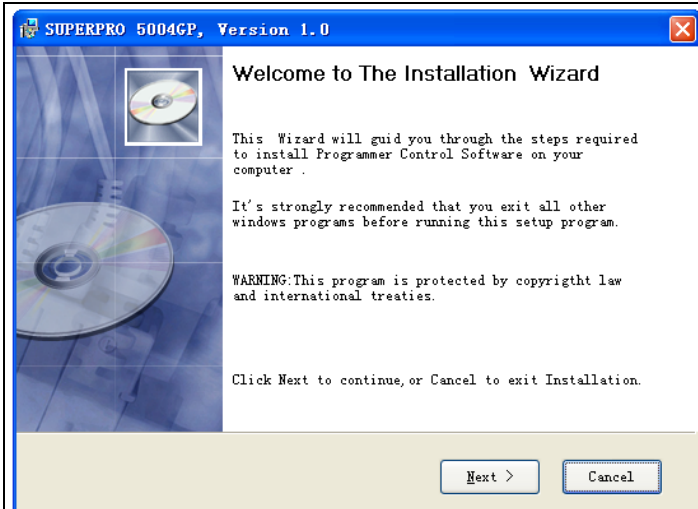 SUPERPRO 5004GP, Version 1.0
Welcome to The Installation Wizard
This Wizard will guid you through the steps required
to install Programmer Control Software on your
computer .
It's strongly recommended that you exit all other
windows programs before running this setup program.
WARNING:This program is protected by copyrigtht law
and international treaties.
Click Next to continue,or Cancel to exit Installation.
Next >
Cancel